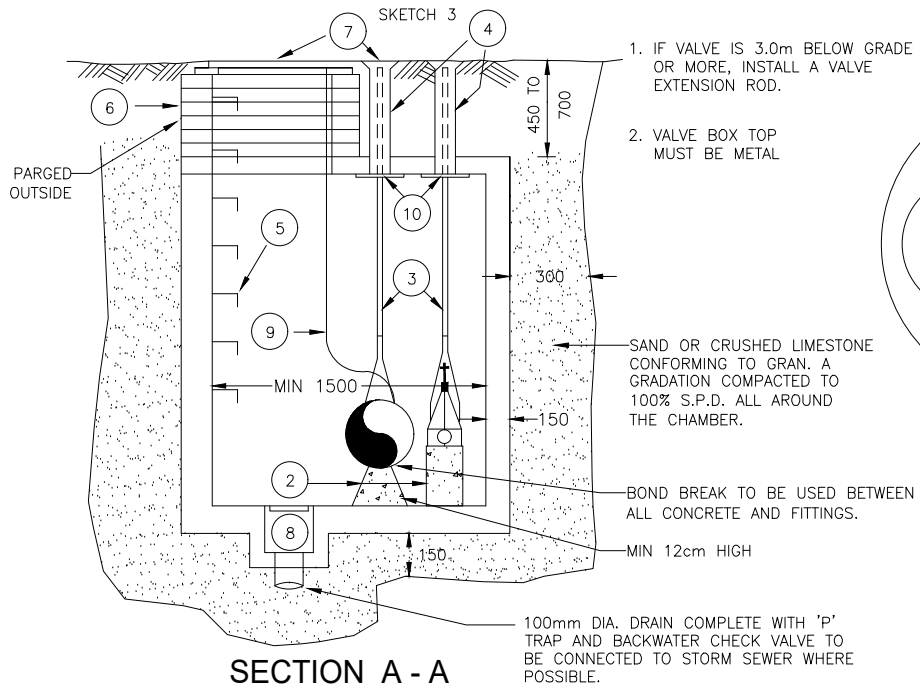 SKETCH 3
7
4
1. IF VALVE IS 3.0m BELOW GRADE
OR MORE, INSTALL A VALVE
EXTENSION ROD.
450 TO
700
6
2. VALVE BOX TOP
MUST BE METAL
PARGED
OUTSIDE
10
5
3
300
9
SAND OR CRUSHED LIMESTONE
CONFORMING TO GRAN. A
GRADATION COMPACTED TO
100% S.P.D. ALL AROUND
THE CHAMBER.
MIN 1500
150
2
BOND BREAK TO BE USED BETWEEN
ALL CONCRETE AND FITTINGS.
8
150
MIN 12cm HIGH
100mm DIA. DRAIN COMPLETE WITH 'P'
TRAP AND BACKWATER CHECK VALVE TO
BE CONNECTED TO STORM SEWER WHERE
POSSIBLE.
SECTION A - A